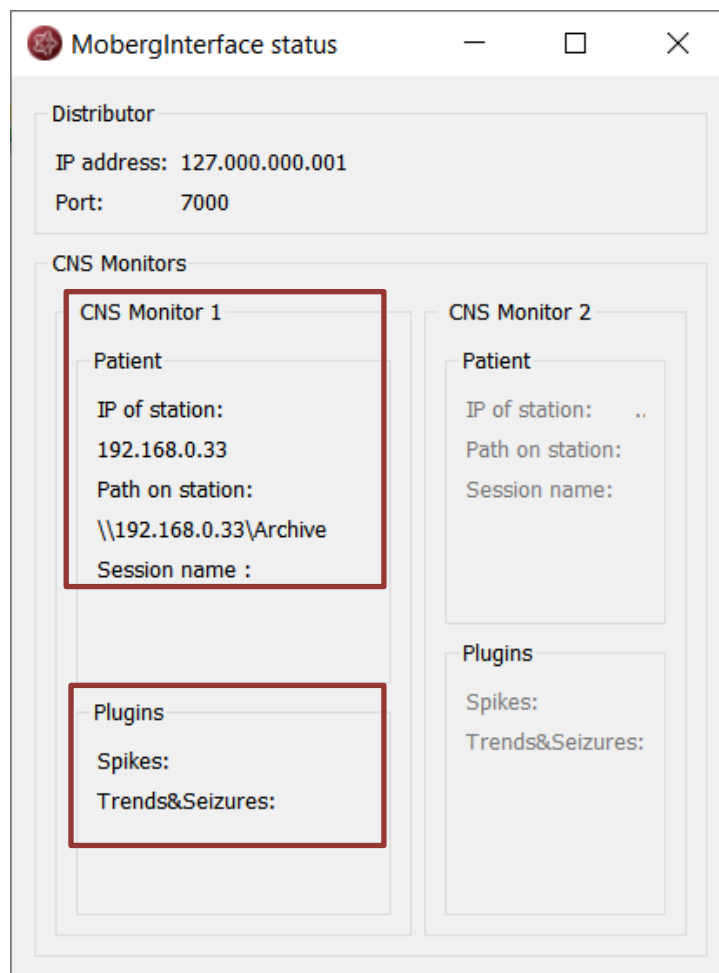 MobergInterface status
Distributor
IP address: 127.000.000.001
Port: 7000
CNS Monitors
CNS Monitor 1
Patient
IP of station:
192.168.0.33
Path on station:
\\192.168.0.33\Archive
Session name :
Plugins
Spikes:
Trends&Seizures:
CNS Monitor 2
Patient
IP of station: ..
Path on station:
Session name:
Plugins
Spikes:
Trends&Seizures: